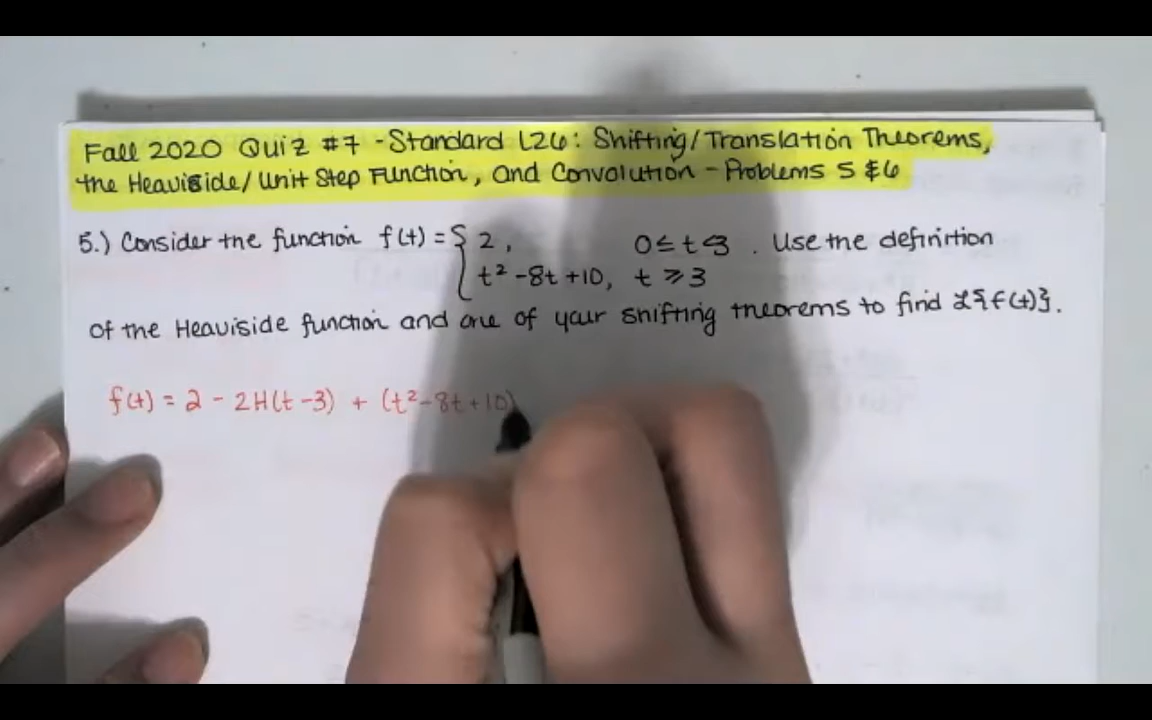 Fall 2020 Quiz #7 - Standard L26: Shifting/Translation Theorems,
the Heaviside/Unit Step Function, and Convolution - Problems 5 & 6
5.) Consider the function f(t) = { 2, 0 ≤ t < 3 . Use the definition
t² - 8t + 10, t ≥ 3
of the Heaviside function and one of your shifting theorems to find ℒ{f(t)}.
f(t) = 2 - 2H(t - 3) + (t² - 8t + 10)